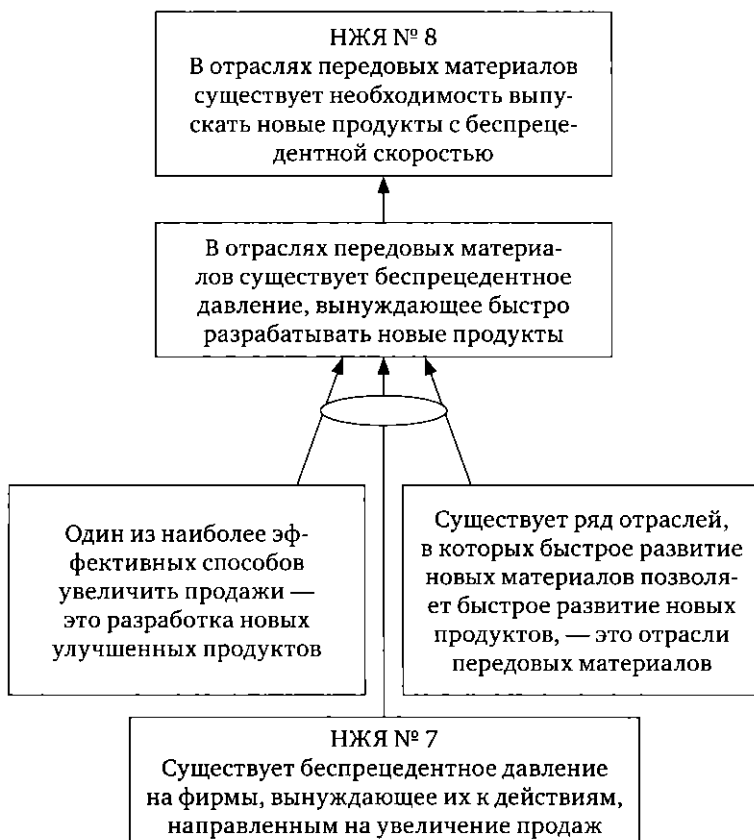 НЖЯ № 8
В отраслях передовых материалов
существует необходимость выпу-
скать новые продукты с беспреце-
дентной скоростью
В отраслях передовых материа-
лов существует беспрецедентное
давление, вынуждающее быстро
разрабатывать новые продукты
Один из наиболее эф-
фективных способов
увеличить продажи —
это разработка новых
улучшенных продуктов
Существует ряд отраслей,
в которых быстрое развитие
новых материалов позволя-
ет быстрое развитие новых
продуктов, — это отрасли
передовых материалов
НЖЯ № 7
Существует беспрецедентное давление
на фирмы, вынуждающее их к действиям,
направленным на увеличение продаж